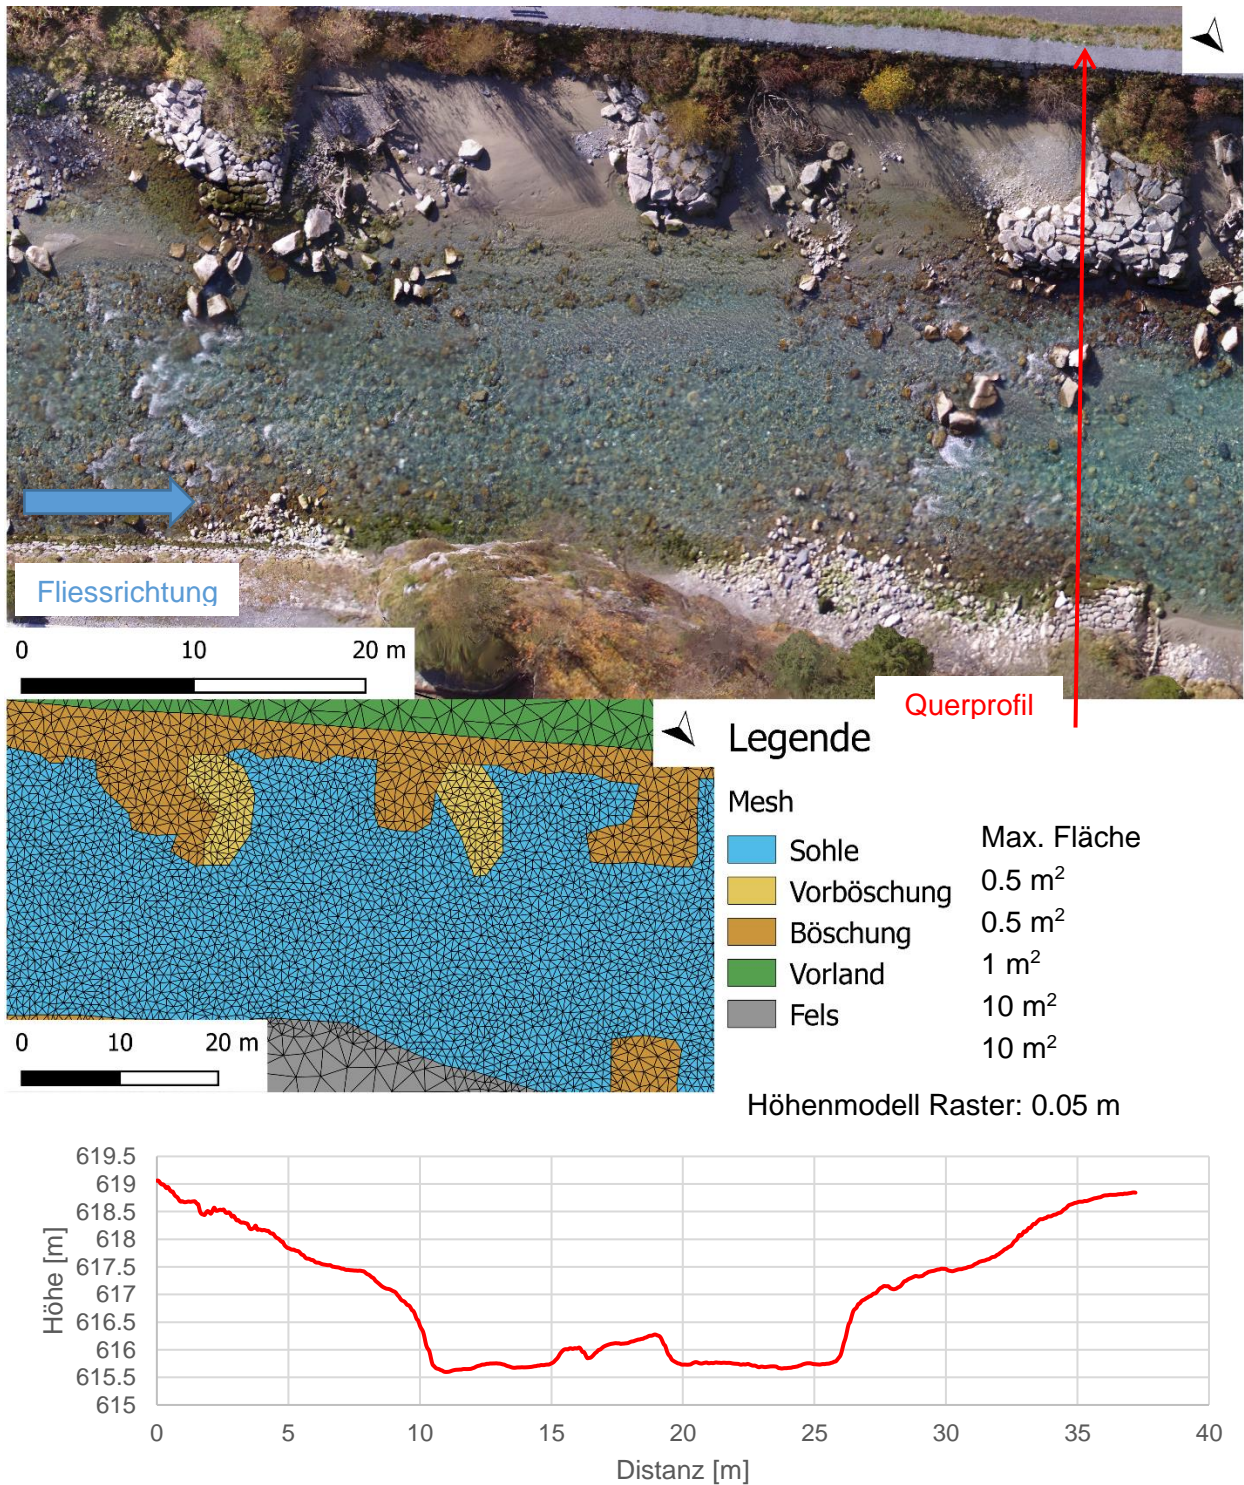 Fliessrichtung
0 10 20 m
Querprofil
Legende
Mesh
Max. Fläche
Sohle 0.5 m²
Vorböschung 0.5 m²
Böschung 1 m²
Vorland 10 m²
Fels 10 m²
0 10 20 m
Höhenmodell Raster: 0.05 m
619.5
619
618.5
618
617.5
617
616.5
616
615.5
615
Höhe [m]
0 5 10 15 20 25 30 35 40
Distanz [m]